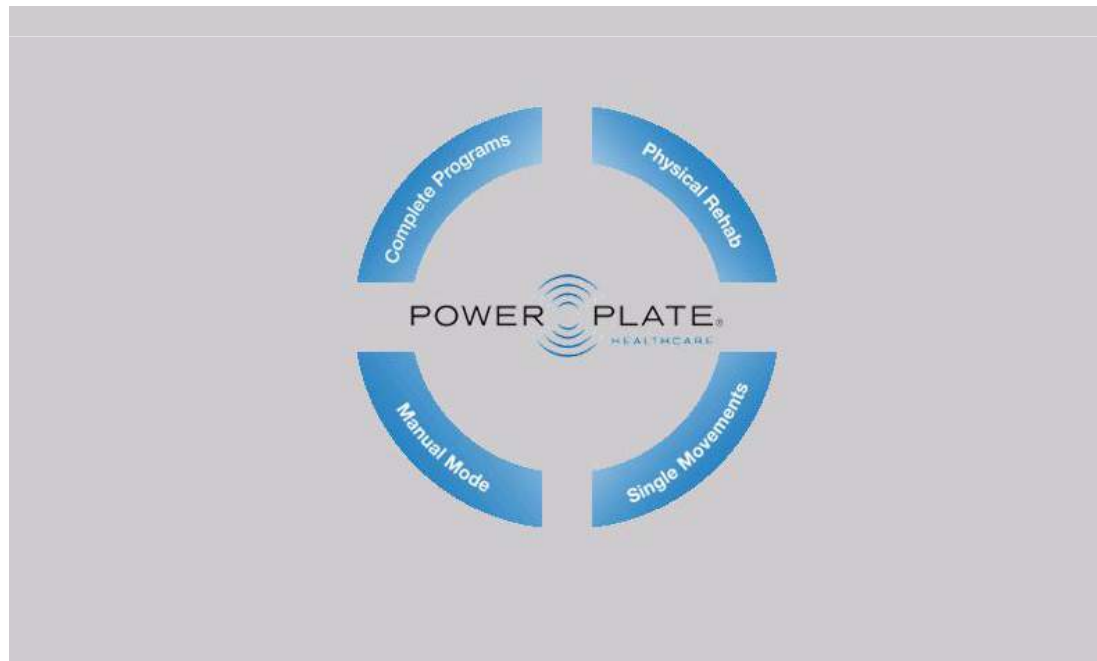 Complete Programs
Physical Rehab
POWER PLATE®
HEALTHCARE
Manual Mode
Single Movements